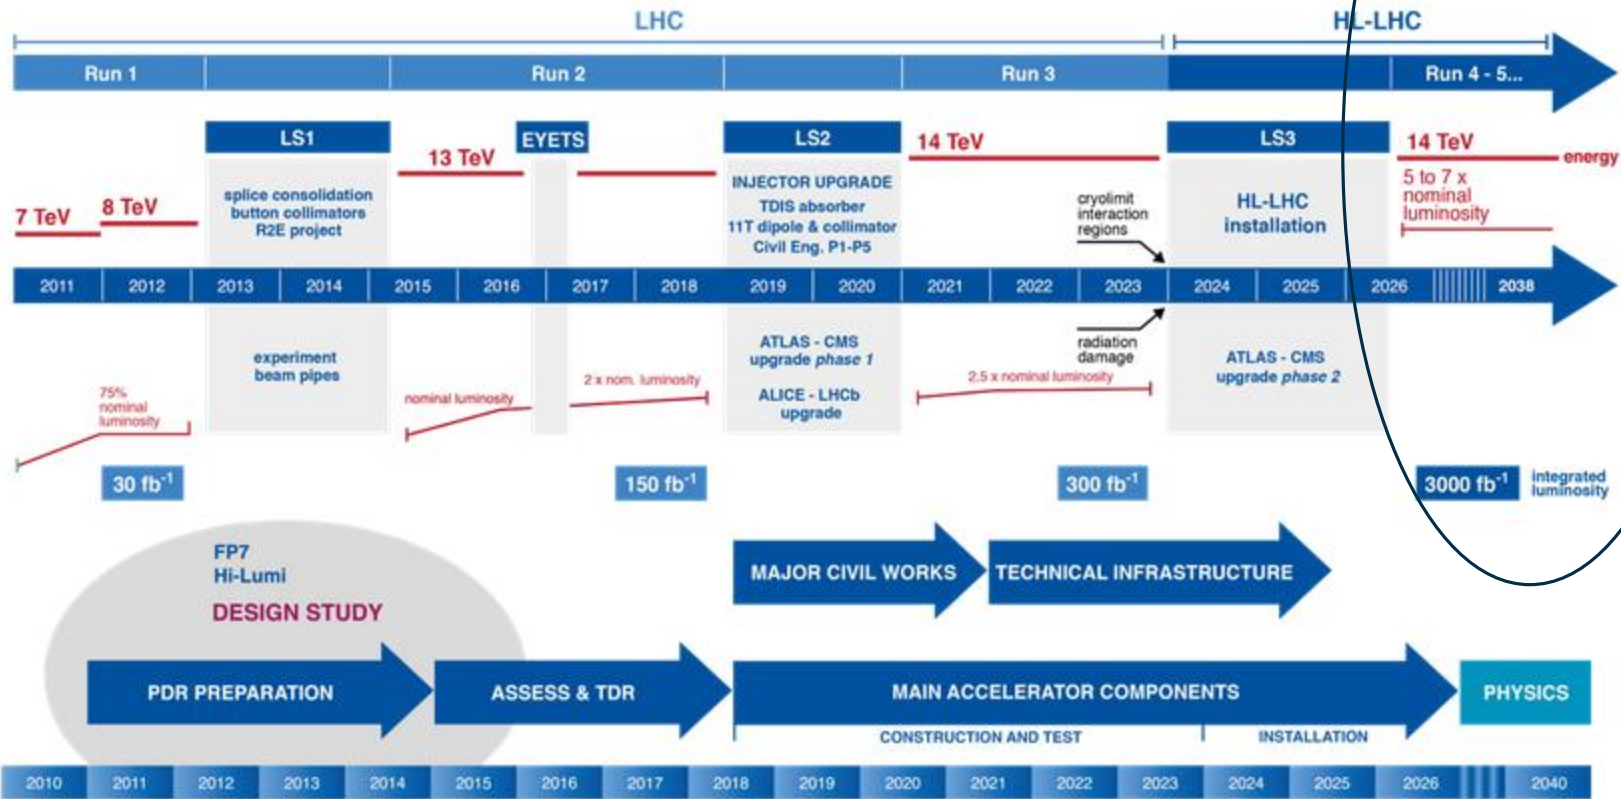 LHC
HL-LHC
Run 1
Run 2
Run 3
Run 4 - 5...
LS1
EYETS
LS2
LS3
7 TeV
8 TeV
13 TeV
14 TeV
14 TeV
energy
splice consolidation
button collimators
R2E project
INJECTOR UPGRADE
TDIS absorber
11T dipole & collimator
Civil Eng. P1-P5
cryolimit
interaction
regions
HL-LHC
installation
5 to 7 x
nominal
luminosity
2011
2012
2013
2014
2015
2016
2017
2018
2019
2020
2021
2022
2023
2024
2025
2026
2038
75%
nominal
luminosity
experiment
beam pipes
nominal luminosity
2 x nom. luminosity
ATLAS - CMS
upgrade phase 1
ALICE - LHCb
upgrade
radiation
damage
2.5 x nominal luminosity
ATLAS - CMS
upgrade phase 2
30 fb-1
150 fb-1
300 fb-1
3000 fb-1
integrated
luminosity
FP7
Hi-Lumi
DESIGN STUDY
MAJOR CIVIL WORKS
TECHNICAL INFRASTRUCTURE
PDR PREPARATION
ASSESS & TDR
MAIN ACCELERATOR COMPONENTS
PHYSICS
CONSTRUCTION AND TEST
INSTALLATION
2010
2011
2012
2013
2014
2015
2016
2017
2018
2019
2020
2021
2022
2023
2024
2025
2026
2040